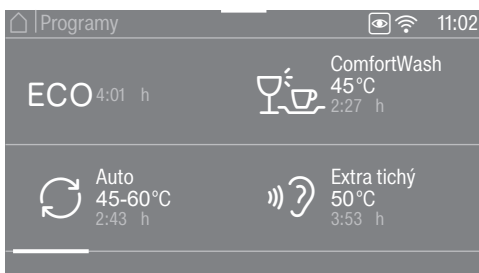 Programy 11:02
ECO 4:01 h
ComfortWash
45°C
2:27 h
Auto
45-60°C
2:43 h
Extra tichý
50°C
3:53 h